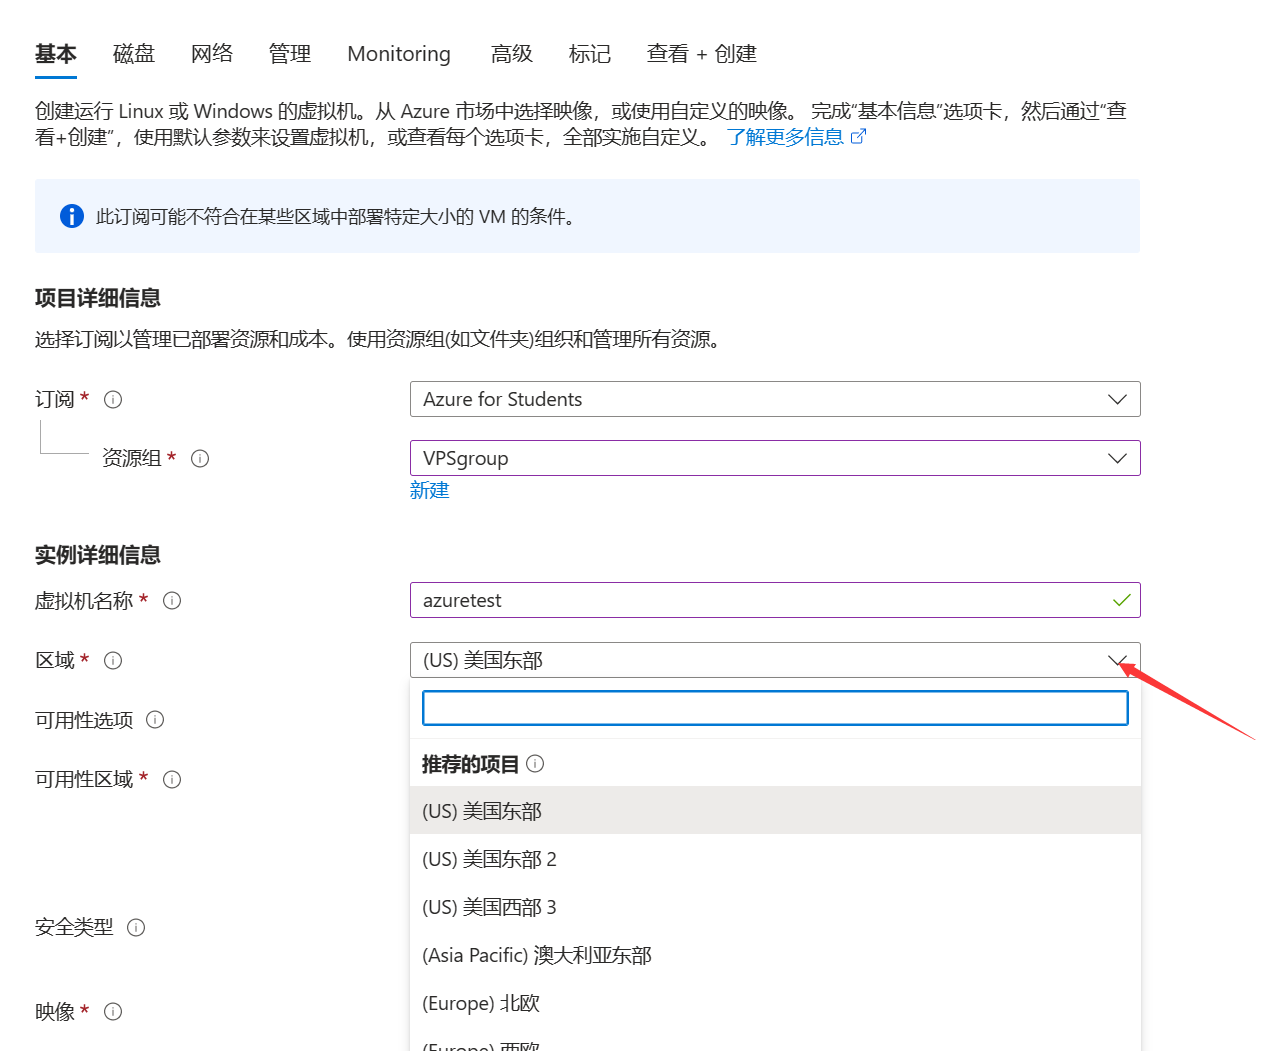 基本 磁盘 网络 管理 Monitoring 高级 标记 查看 + 创建
创建运行 Linux 或 Windows 的虚拟机。从 Azure 市场中选择映像，或使用自定义的映像。 完成“基本信息”选项卡，然后通过“查
看+创建”，使用默认参数来设置虚拟机，或查看每个选项卡，全部实施自定义。 了解更多信息
此订阅可能不符合在某些区域中部署特定大小的 VM 的条件。
项目详细信息
选择订阅以管理已部署资源和成本。使用资源组(如文件夹)组织和管理所有资源。
订阅 * Azure for Students
资源组 * VPSgroup
新建
实例详细信息
虚拟机名称 * azuretest
区域 * (US) 美国东部
可用性选项
推荐的项目
可用性区域 *
(US) 美国东部
(US) 美国东部 2
(US) 美国西部 3
安全类型
(Asia Pacific) 澳大利亚东部
(Europe) 北欧
映像 *
(Europe) 西欧